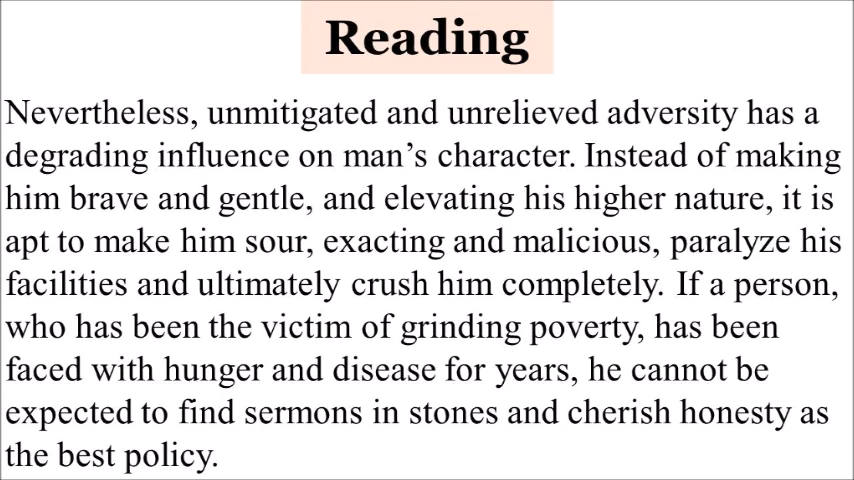 Reading
Nevertheless, unmitigated and unrelieved adversity has a
degrading influence on man’s character. Instead of making
him brave and gentle, and elevating his higher nature, it is
apt to make him sour, exacting and malicious, paralyze his
facilities and ultimately crush him completely. If a person,
who has been the victim of grinding poverty, has been
faced with hunger and disease for years, he cannot be
expected to find sermons in stones and cherish honesty as
the best policy.